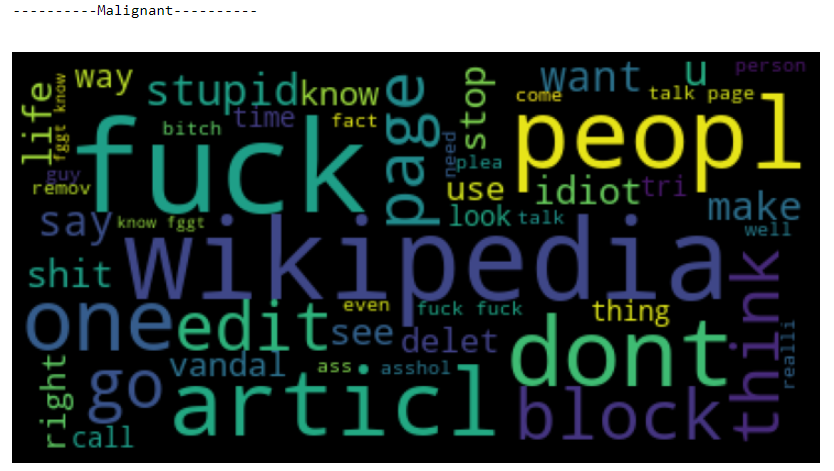 ----------Malignant----------
way
stupid
know
page
stop
want
u
person
life
fggt know
bitch
time
fact
come
talk page
fuck
peopl
need
plea
guy
remov
use
idiot
tri
make
say
know fggt
look
talk
well
wikipedia
shit
think
one
edit
even
fuck fuck
thing
see
delet
dont
realli
right
go
vandal
ass
asshol
articl
block
call